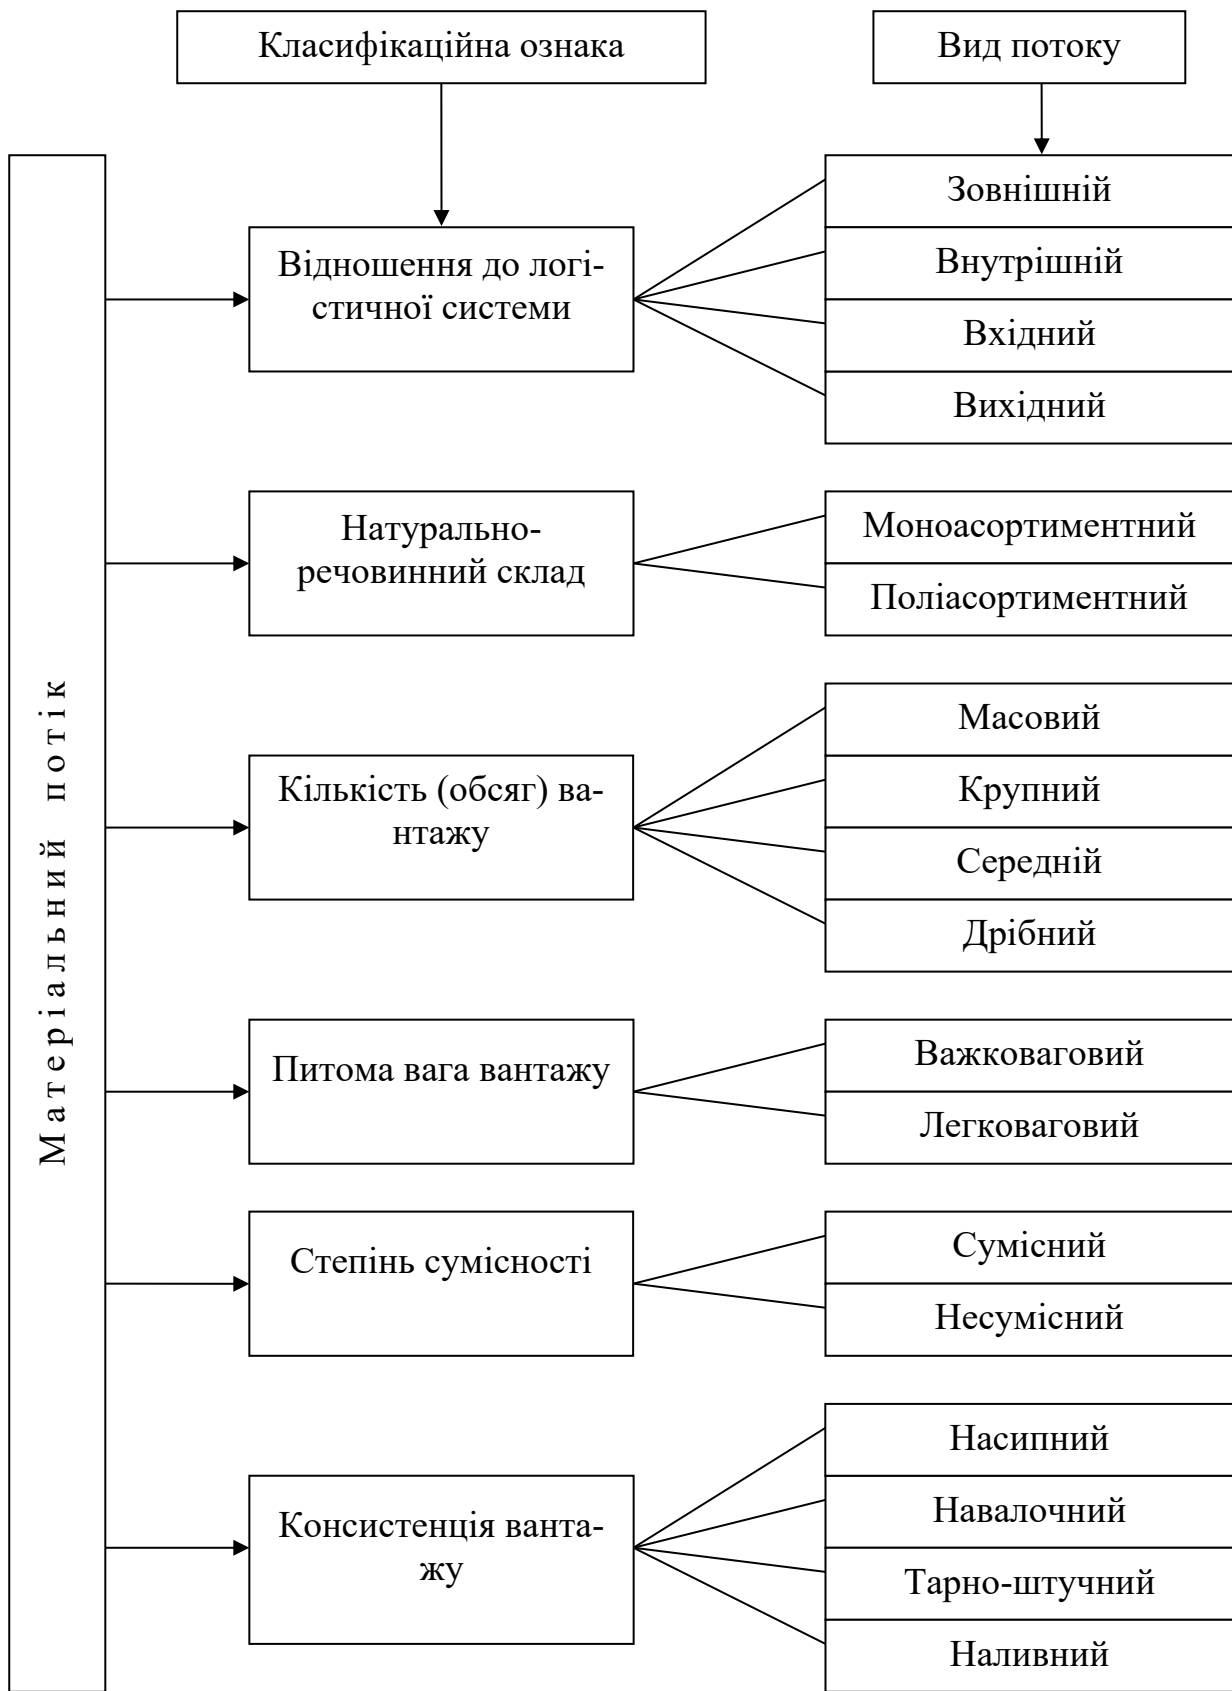 Класифікаційна ознака
Вид потоку
Матеріальний потік
Відношення до логі-
стичної системи
Зовнішній
Внутрішній
Вхідний
Вихідний
Натурально-
речовинний склад
Моноасортиментний
Поліасортиментний
Кількість (обсяг) ва-
нтажу
Масовий
Крупний
Середній
Дрібний
Питома вага вантажу
Важковаговий
Легковаговий
Степінь сумісності
Сумісний
Несумісний
Консистенція ванта-
жу
Насипний
Навалочний
Тарно-штучний
Наливний